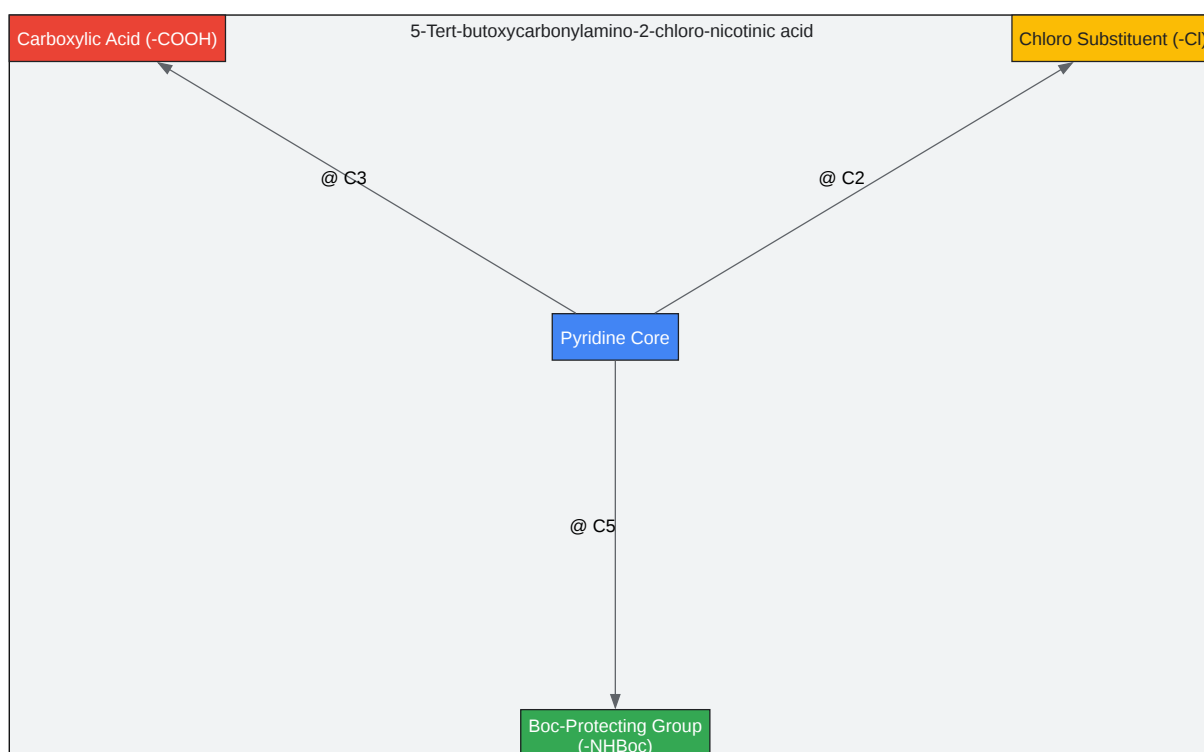 5-Tert-butoxycarbonylamino-2-chloro-nicotinic acid
Carboxylic Acid (-COOH)
Chloro Substituent (-Cl)
@ C3
@ C2
Pyridine Core
@ C5
Boc-Protecting Group
(-NHBoc)